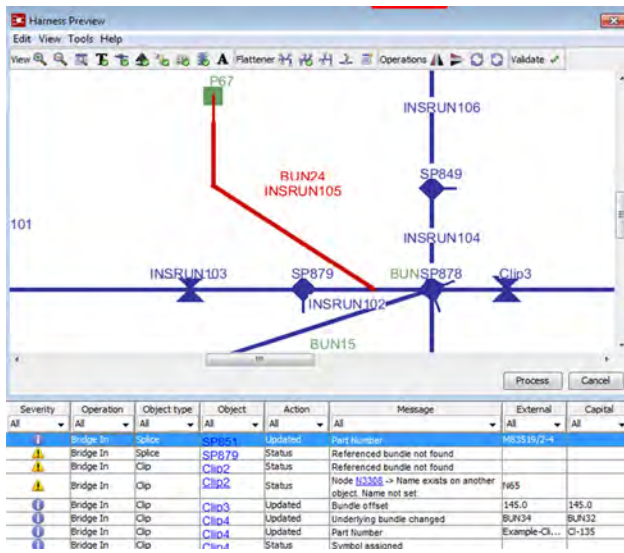 Harness Preview
Edit View Tools Help
View T A Flattener Operations Validate
P67
INSRUN106
BUN24
INSRUN105
SP849
101
INSRUN104
INSRUN103 SP879 BUNSP878 Clip3
INSRUN102
BUN15
Process Cancel
Severity Operation Object type Object Action Message External Capital
All All All All All All All All
Bridge In Splice SP851 Updated Part Number M83519/2-4
Bridge In Splice SP879 Status Referenced bundle not found
Bridge In Clip Clip2 Status Referenced bundle not found
Bridge In Clip Clip2 Status Node N3308 -> Name exists on another object. Name not set N65
Bridge In Clip Clip3 Updated Bundle offset 145.0 145.0
Bridge In Clip Clip4 Updated Underlying bundle changed BUN34 BUN32
Bridge In Clip Clip4 Updated Part Number Example-Cli... Cl-135
Bridge In Clip Clip4 Status Symbol assigned